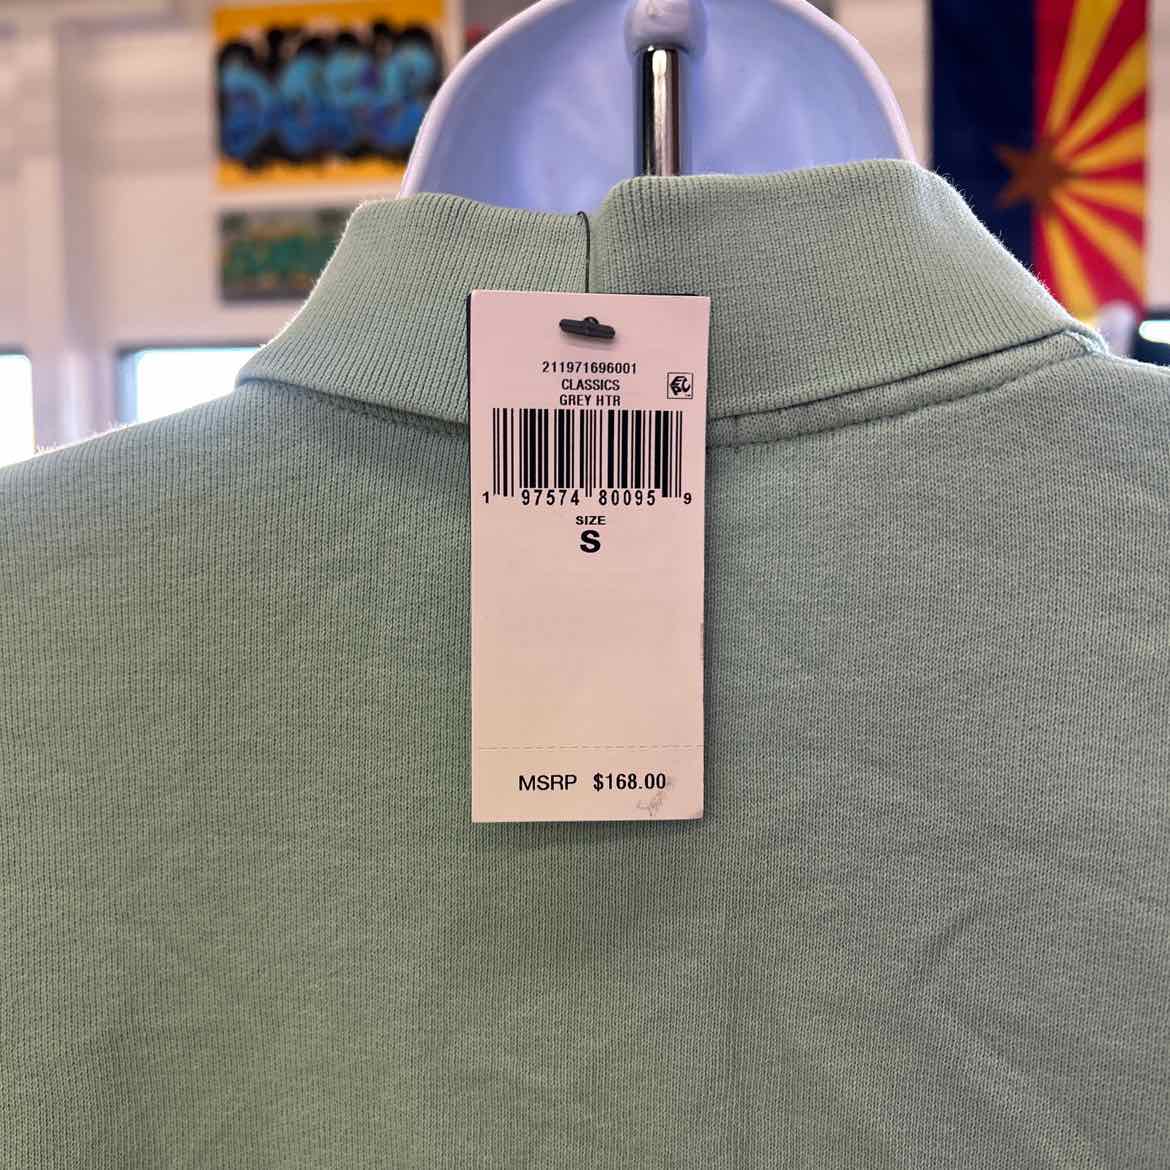 211971696001
CLASSICS
GREY HTR
1 97574 80095 9
SIZE
S
MSRP $168.00